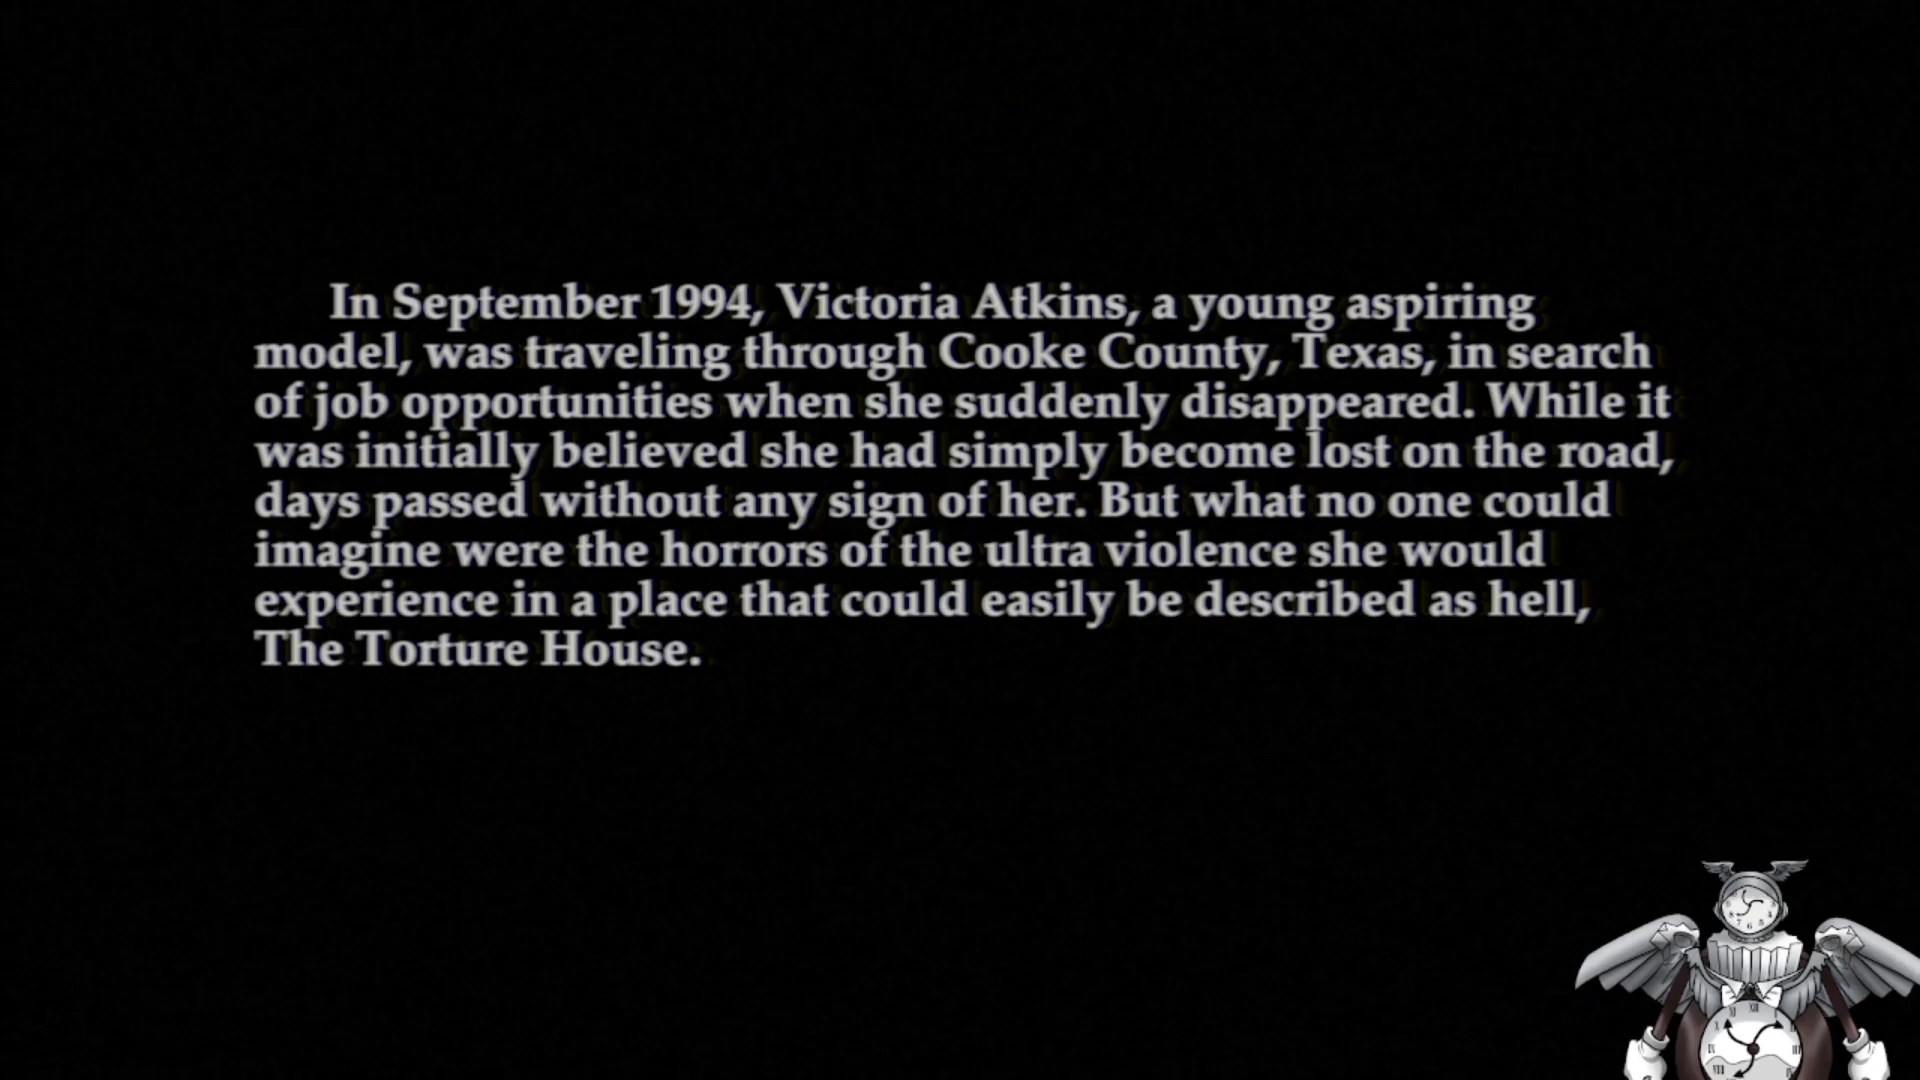 In September 1994, Victoria Atkins, a young aspiring
model, was traveling through Cooke County, Texas, in search
of job opportunities when she suddenly disappeared. While it
was initially believed she had simply become lost on the road,
days passed without any sign of her. But what no one could
imagine were the horrors of the ultra violence she would
experience in a place that could easily be described as hell,
The Torture House.